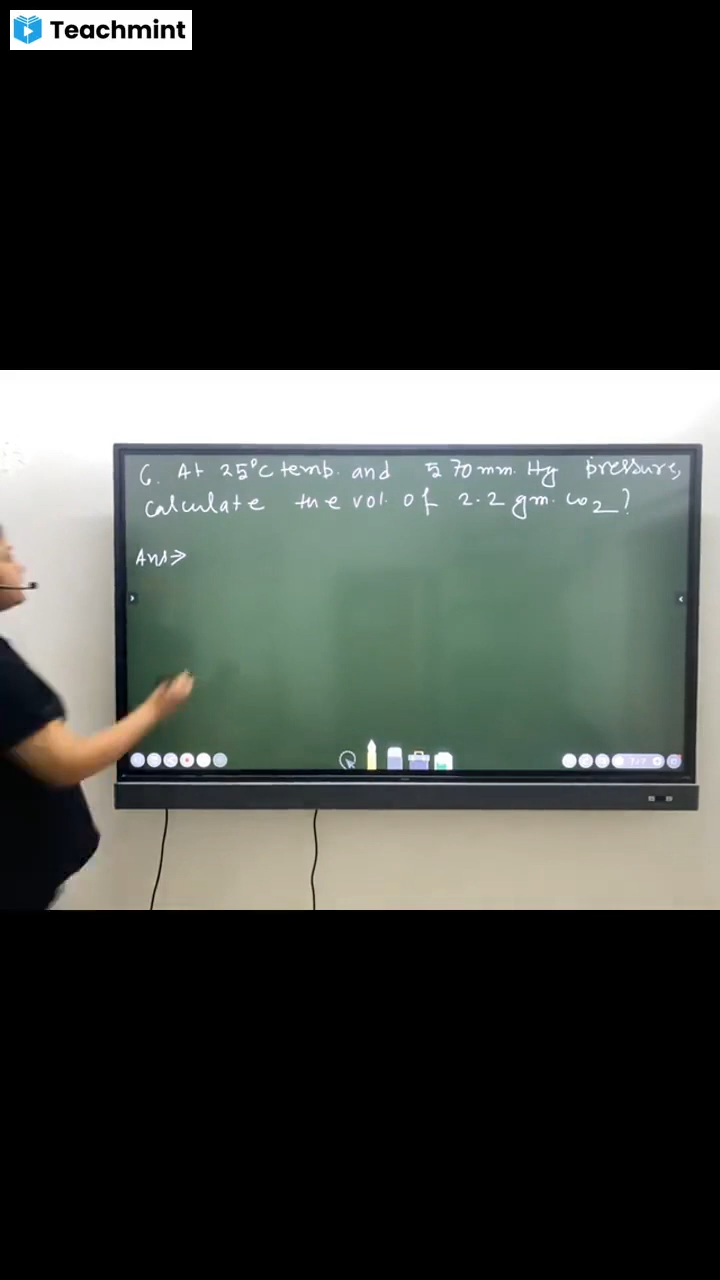 Teachmint
6. At 25°C temp. and 570 mm. Hg pressure,
calculate the vol. of 2.2 gm. CO2?
Ans⇒